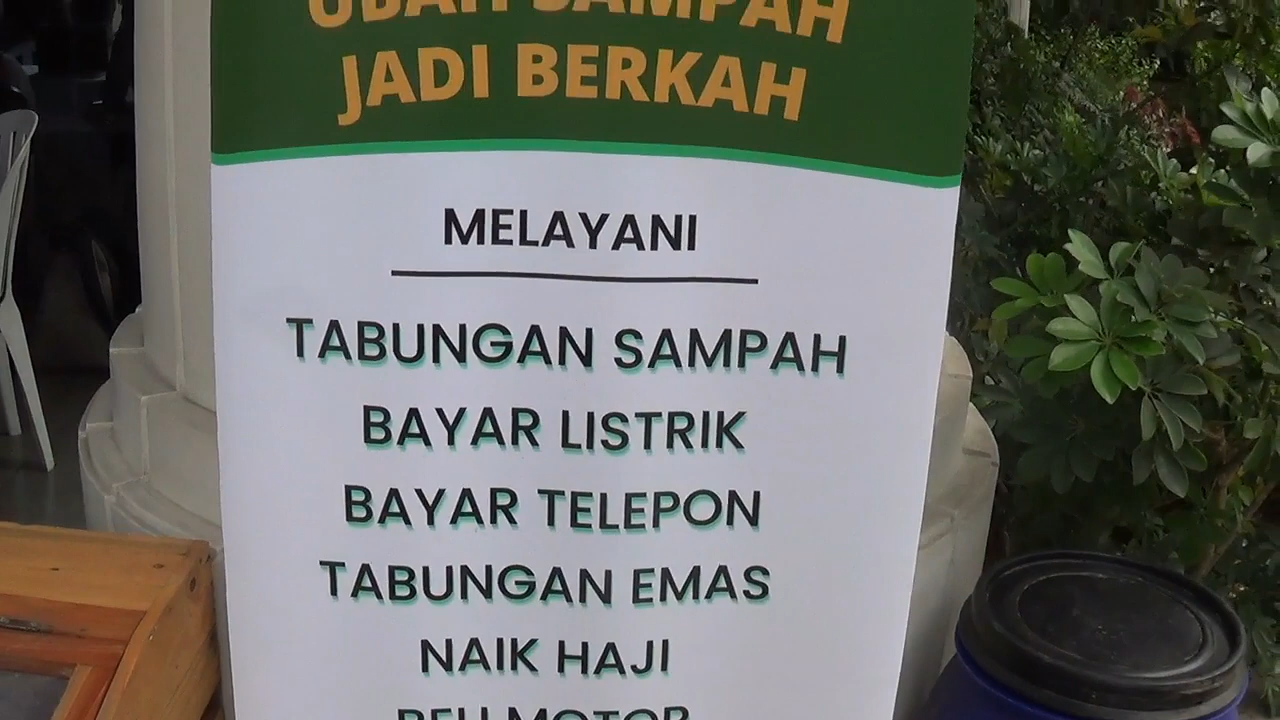 UBAH SAMPAH
JADI BERKAH
MELAYANI
TABUNGAN SAMPAH
BAYAR LISTRIK
BAYAR TELEPON
TABUNGAN EMAS
NAIK HAJI
BELI MOTOR